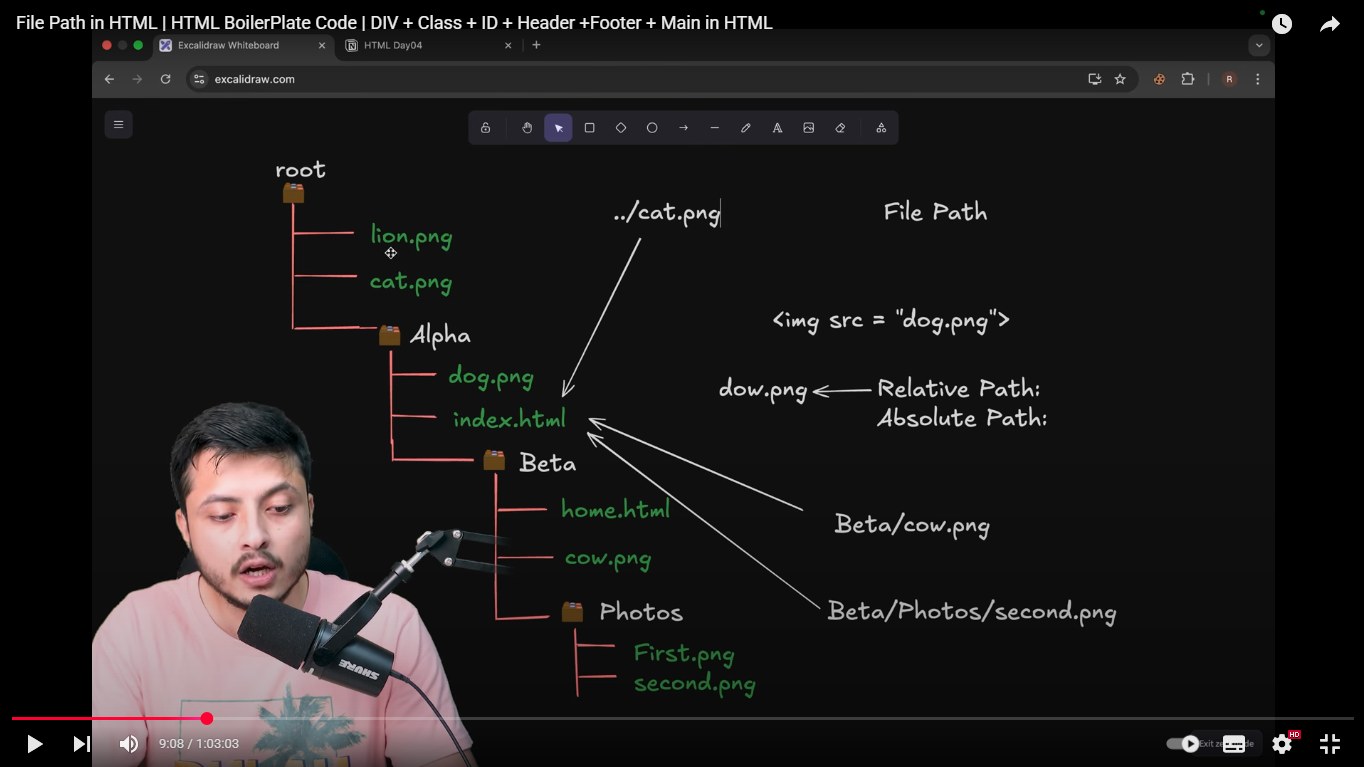 File Path in HTML | HTML BoilerPlate Code | DIV + Class + ID + Header +Footer + Main in HTML
Excalidraw Whiteboard
HTML Day04
excalidraw.com
R
A
root
../cat.png
File Path
lion.png
cat.png
<img src = "dog.png">
Alpha
dog.png
dow.png
Relative Path:
index.html
Absolute Path:
Beta
home.html
Beta/cow.png
cow.png
Photos
Beta/Photos/second.png
First.png
second.png
SHURE
9:08 / 1:03:03
HD